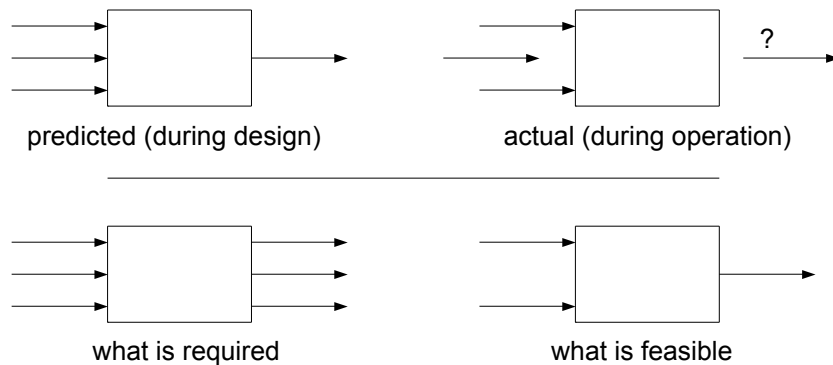 ?
predicted (during design)
actual (during operation)
what is required
what is feasible